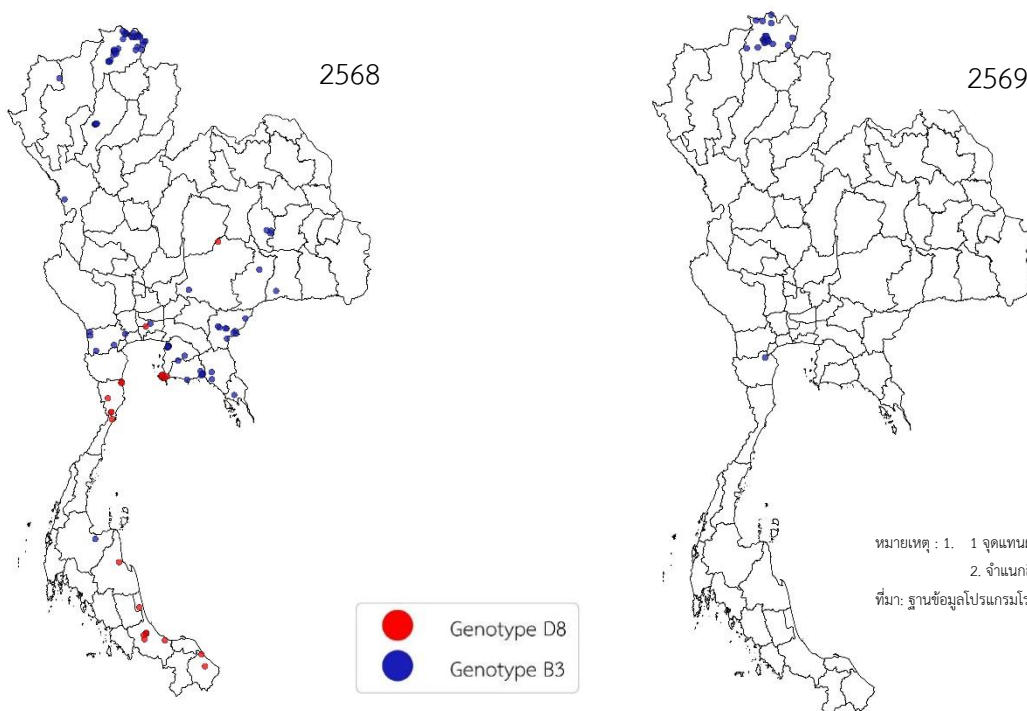 2568
2569
หมายเหตุ : 1. 1 จุดแทน
2. จำแนก
ที่มา: ฐานข้อมูลโปรแกรม
Genotype D8
Genotype B3